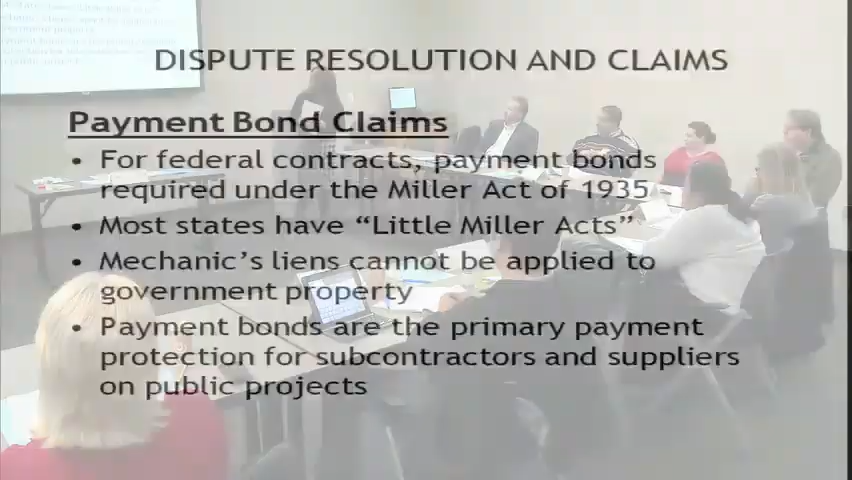 DISPUTE RESOLUTION AND CLAIMS
Payment Bond Claims
• For federal contracts, payment bonds
required under the Miller Act of 1935
• Most states have “Little Miller Acts”
• Mechanic’s liens cannot be applied to
government property
• Payment bonds are the primary payment
protection for subcontractors and suppliers
on public projects